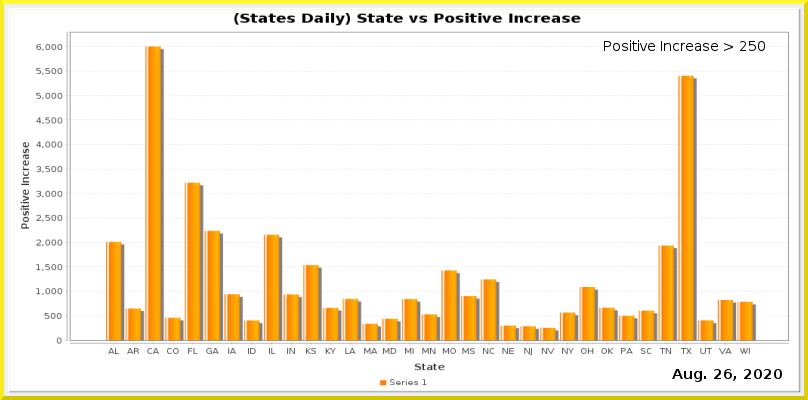 (States Daily) State vs Positive Increase
Positive Increase > 250
Positive Increase
6,000
5,500
5,000
4,500
4,000
3,500
3,000
2,500
2,000
1,500
1,000
500
0
AL AR CA CO FL GA IA ID IL IN KS KY LA MA MD MI MN MO MS NC NE NJ NV NY OH OK PA SC TN TX UT VA WI
State
Series 1
Aug. 26, 2020